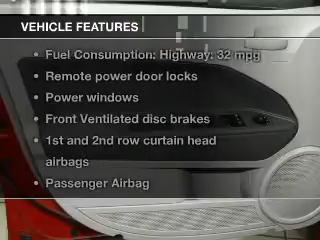 VEHICLE FEATURES
• Fuel Consumption: Highway: 32 mpg
• Remote power door locks
• Power windows
• Front Ventilated disc brakes
• 1st and 2nd row curtain head
airbags
• Passenger Airbag